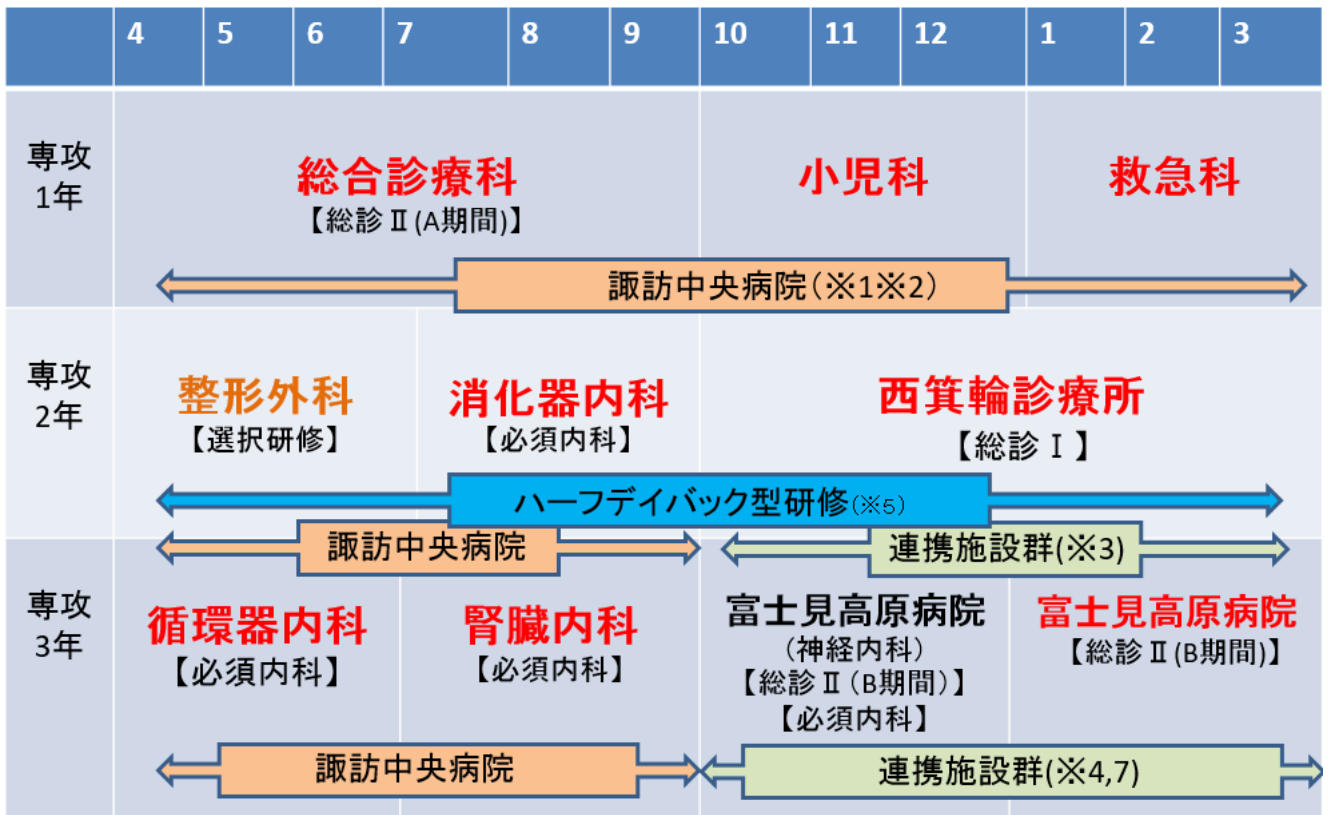 4 5 6 7 8 9 10 11 12 1 2 3
専攻
1年
総合診療科
【総診Ⅱ(A期間)】
小児科
救急科
諏訪中央病院(※1※2)
専攻
2年
整形外科
【選択研修】
消化器内科
【必須内科】
西箕輪診療所
【総診Ⅰ】
ハーフデイバック型研修(※5)
諏訪中央病院
連携施設群(※3)
専攻
3年
循環器内科
【必須内科】
腎臓内科
【必須内科】
富士見高原病院
(神経内科)
【総診Ⅱ(B期間)】
【必須内科】
富士見高原病院
【総診Ⅱ(B期間)】
諏訪中央病院
連携施設群(※4,7)